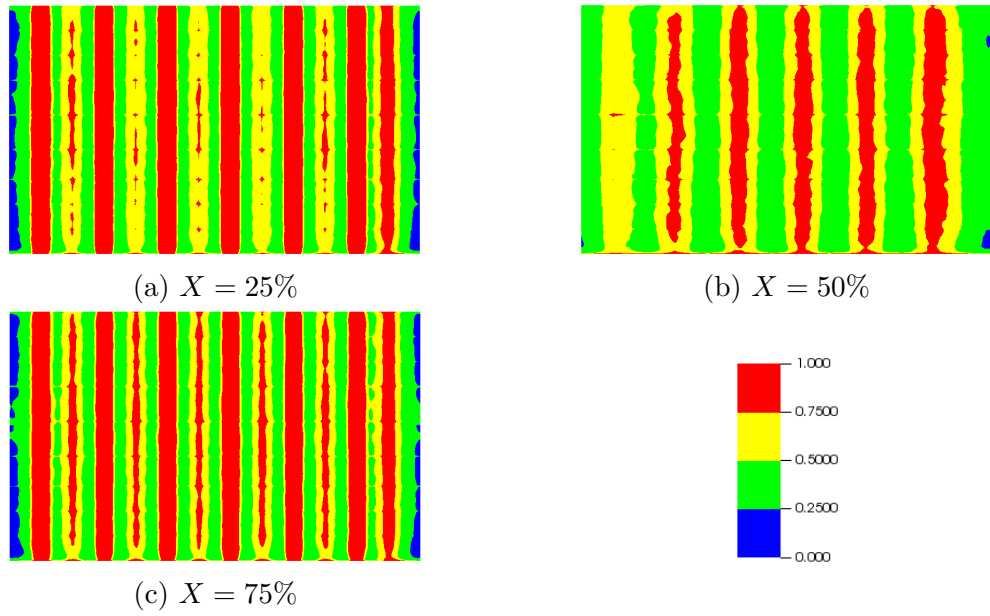 (a) X = 25%
(b) X = 50%
1.000
0.7500
0.5000
0.2500
0.000
(c) X = 75%